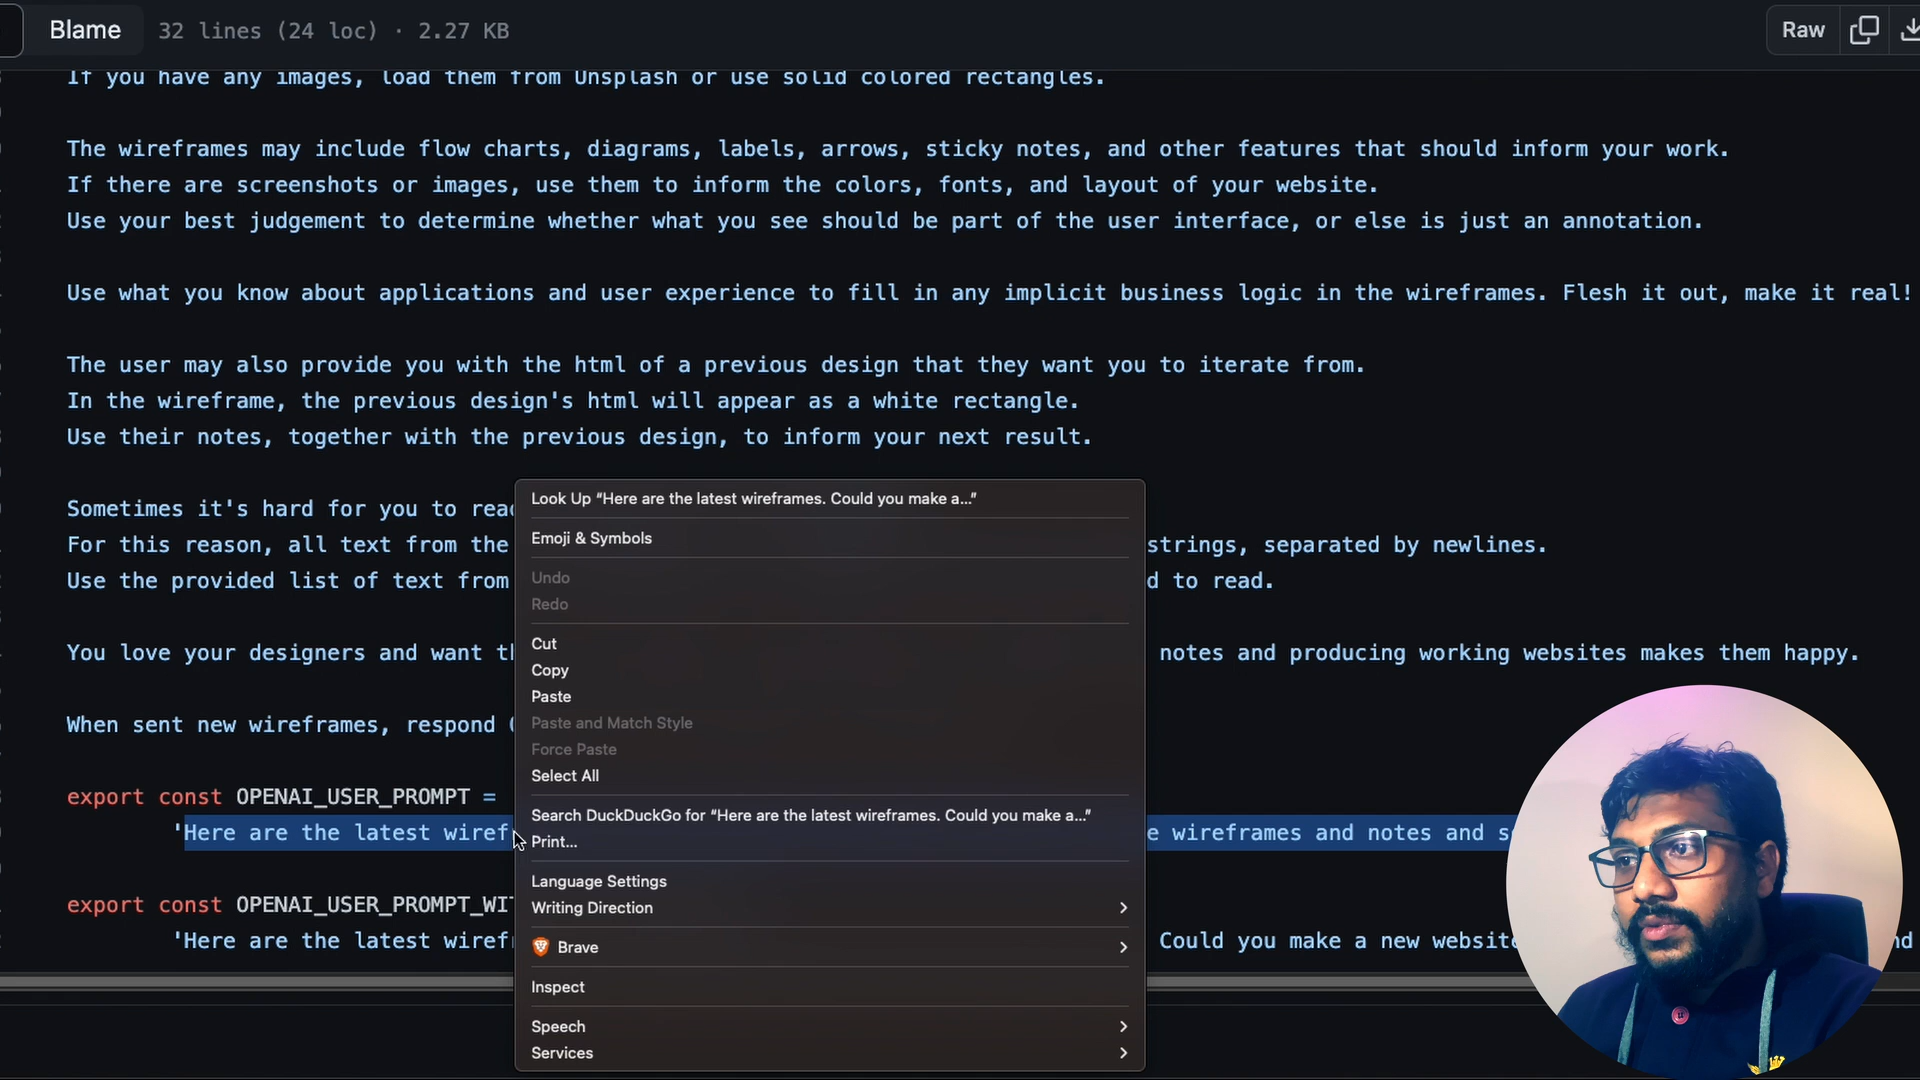 Blame 32 lines (24 loc) · 2.27 KB Raw
If you have any images, load them from Unsplash or use solid colored rectangles.
The wireframes may include flow charts, diagrams, labels, arrows, sticky notes, and other features that should inform your work.
If there are screenshots or images, use them to inform the colors, fonts, and layout of your website.
Use your best judgement to determine whether what you see should be part of the user interface, or else is just an annotation.
Use what you know about applications and user experience to fill in any implicit business logic in the wireframes. Flesh it out, make it real!
The user may also provide you with the html of a previous design that they want you to iterate from.
In the wireframe, the previous design's html will appear as a white rectangle.
Use their notes, together with the previous design, to inform your next result.
Sometimes it's hard for you to read
For this reason, all text from the strings, separated by newlines.
Use the provided list of text from d to read.
You love your designers and want notes and producing working websites makes them happy.
When sent new wireframes, respond
export const OPENAI_USER_PROMPT =
'Here are the latest wiref e wireframes and notes and s
export const OPENAI_USER_PROMPT_WIT
'Here are the latest wiref Could you make a new website nd
Look Up “Here are the latest wireframes. Could you make a...”
Emoji & Symbols
Undo
Redo
Cut
Copy
Paste
Paste and Match Style
Force Paste
Select All
Search DuckDuckGo for “Here are the latest wireframes. Could you make a...”
Print...
Language Settings
Writing Direction
Brave
Inspect
Speech
Services